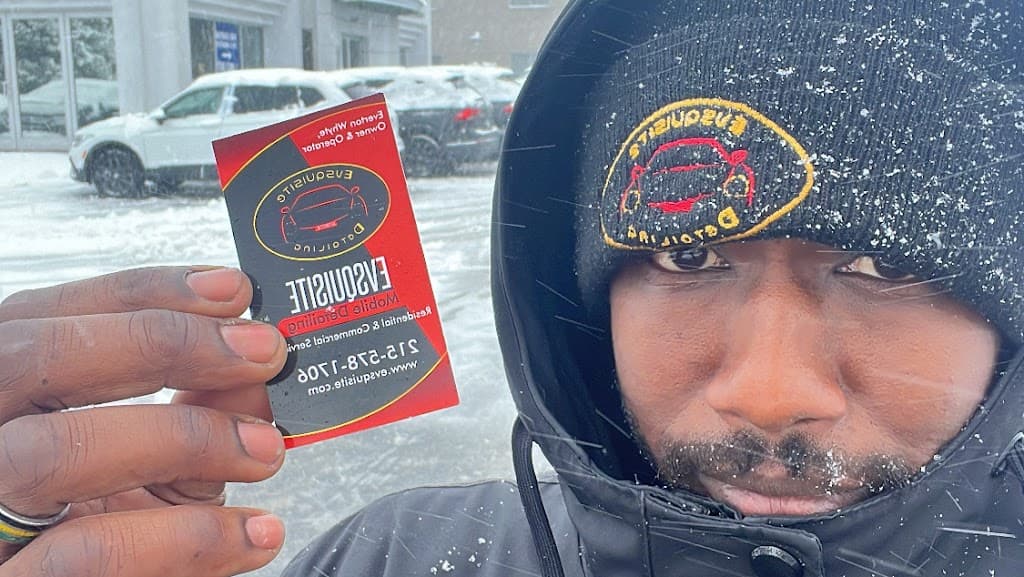 Everton Whyte,
Owner & Operator
EVSQUISITE
DETAILING
EVSQUISITE
Mobile Detailing
Residential & Commercial
215-578-1706
www.evsquisite.com
EVSQUISITE
DETAILING